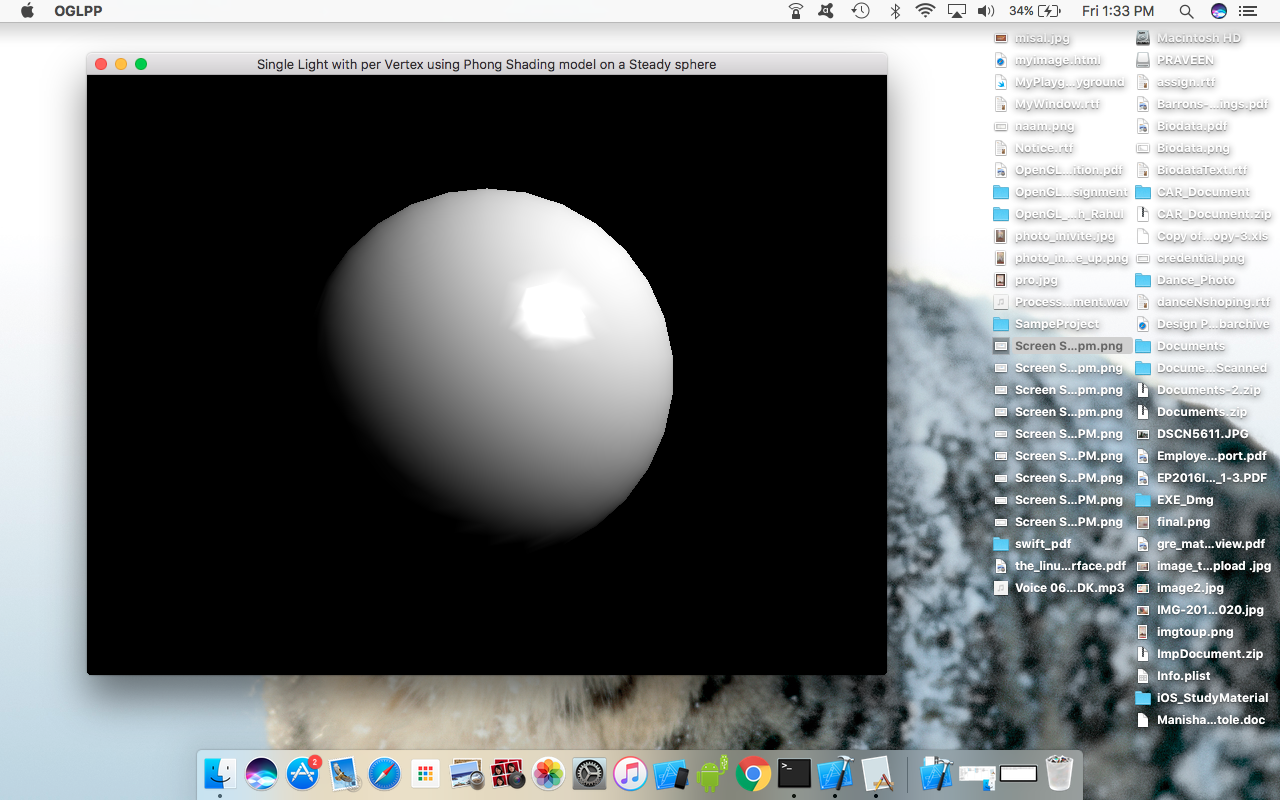 OGLPP
34%
Fri 1:33 PM
Single Light with per Vertex using Phong Shading model on a Steady sphere
misal.jpg
myimage.html
MyPlayg...yground
MyWindow.rtf
naam.png
Notice.rtf
OpenGL...ition.pdf
OpenGL...signment
OpenGL_...h_Rahul
photo_inivite.jpg
photo_in...e_up.png
pro.jpg
Process...ment.wav
SampeProject
Screen S...pm.png
Screen S...pm.png
Screen S...pm.png
Screen S...pm.png
Screen S...PM.png
Screen S...PM.png
Screen S...PM.png
Screen S...PM.png
Screen S...PM.png
swift_pdf
the_linu...rface.pdf
Voice 06...DK.mp3
Macintosh HD
PRAVEEN
assign.rtf
Barrons-...ings.pdf
Biodata.pdf
Biodata.png
BiodataText.rtf
CAR_Document
CAR_Document.zip
Copy of...opy-3.xls
credential.png
Dance_Photo
danceNshoping.rtf
Design P...barchive
Documents
Docume...Scanned
Documents-2.zip
Documents.zip
DSCN5611.JPG
Employe...port.pdf
EP2016I..._1-3.PDF
EXE_Dmg
final.png
gre_mat...view.pdf
image_t...pload .jpg
image2.jpg
IMG-201...020.jpg
imgtoup.png
ImpDocument.zip
Info.plist
iOS_StudyMaterial
Manisha...tole.doc
2